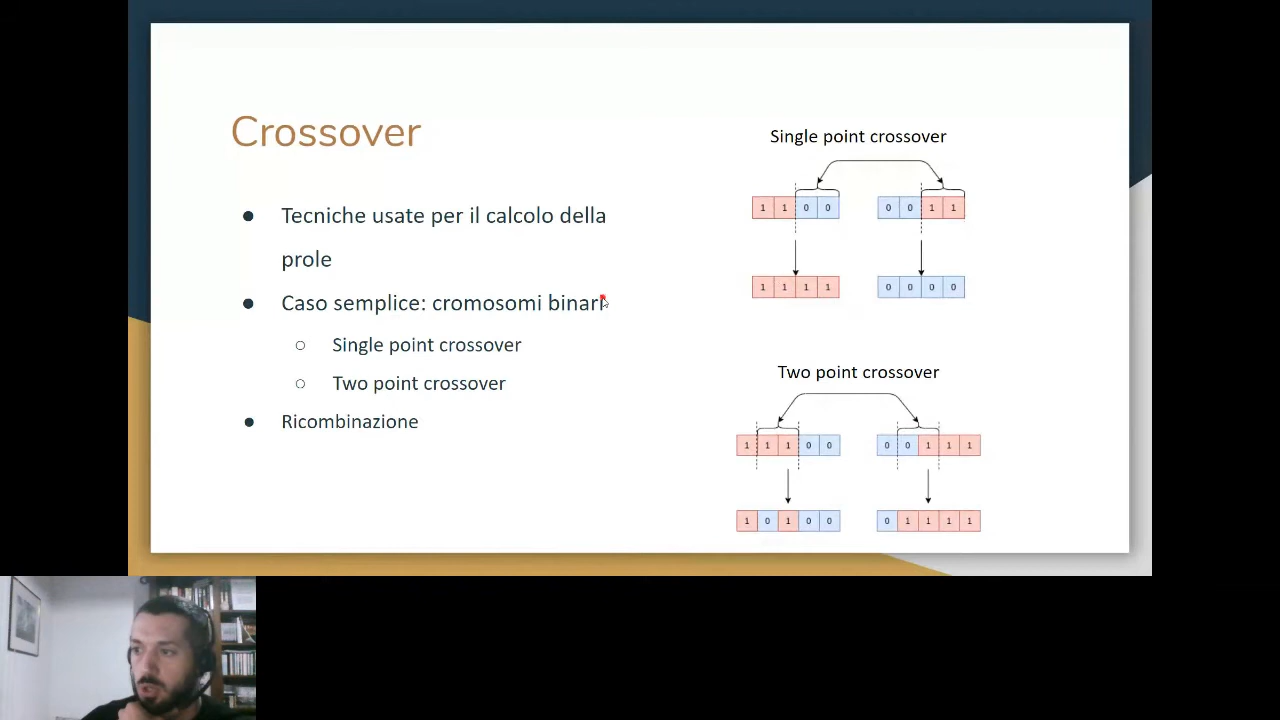 Crossover
● Tecniche usate per il calcolo della
prole
● Caso semplice: cromosomi binari
○ Single point crossover
○ Two point crossover
● Ricombinazione
Single point crossover
1 1 0 0 0 0 1 1
1 1 1 1 0 0 0 0
Two point crossover
1 1 1 0 0 0 0 1 1 1
1 0 1 0 0 0 1 1 1 1